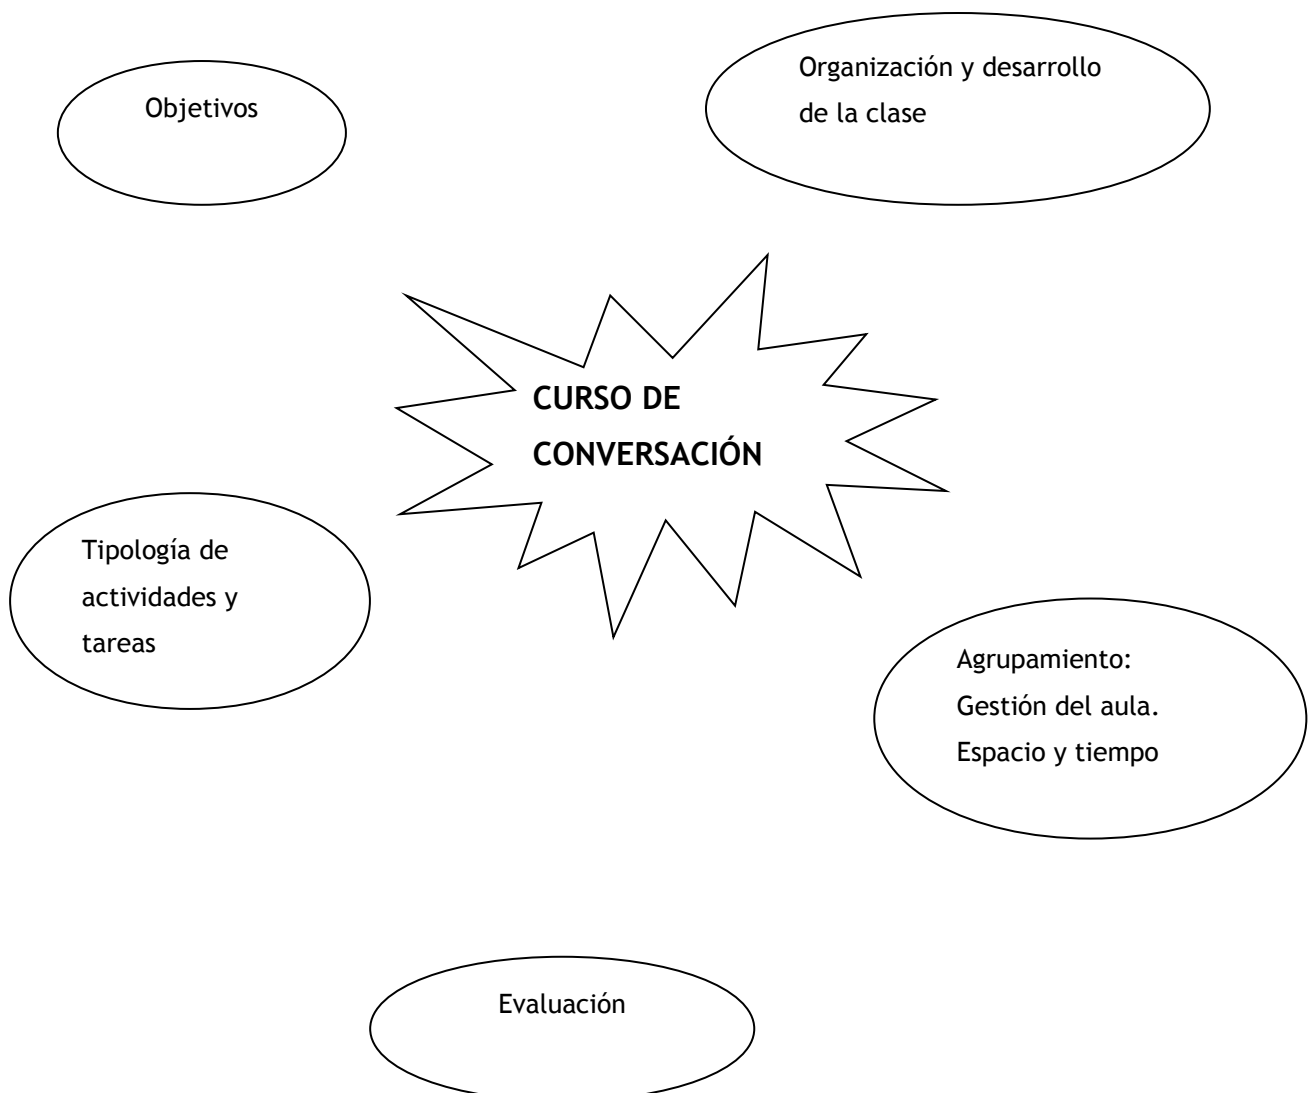 Objetivos
Organización y desarrollo
de la clase
CURSO DE
CONVERSACIÓN
Tipología de
actividades y
tareas
Agrupamiento:
Gestión del aula.
Espacio y tiempo
Evaluación